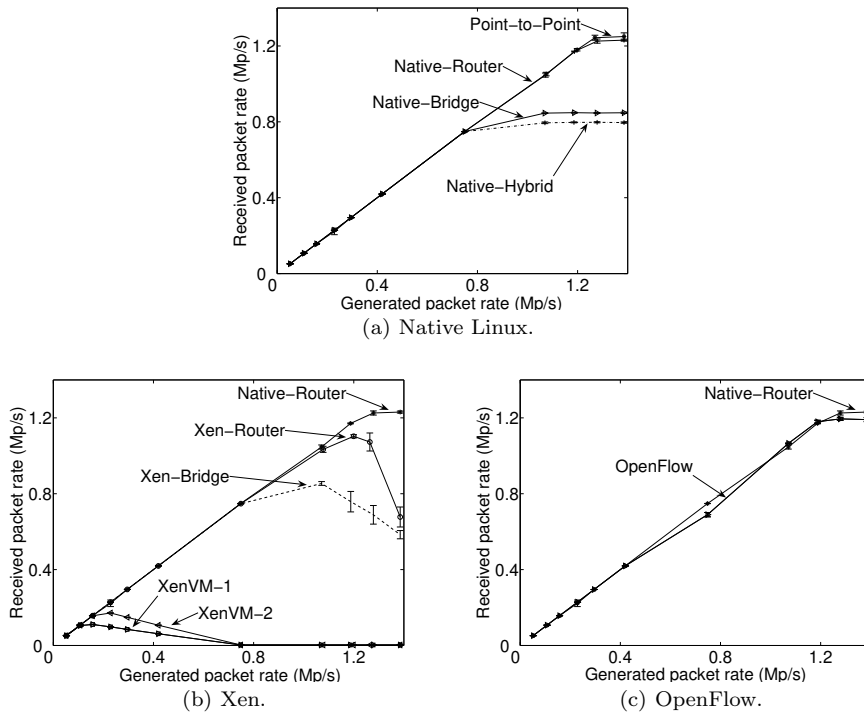 Received packet rate (Mp/s)
1.2
0.8
0.4
0
0 0.4 0.8 1.2
Point−to−Point
Native−Router
Native−Bridge
Native−Hybrid
Generated packet rate (Mp/s)
(a) Native Linux.
Received packet rate (Mp/s)
1.2
0.8
0.4
0
0 0.4 0.8 1.2
Native−Router
Xen−Router
Xen−Bridge
XenVM−1
XenVM−2
Generated packet rate (Mp/s)
(b) Xen.
Received packet rate (Mp/s)
1.2
0.8
0.4
0
0 0.4 0.8 1.2
Native−Router
OpenFlow
Generated packet rate (Mp/s)
(c) OpenFlow.